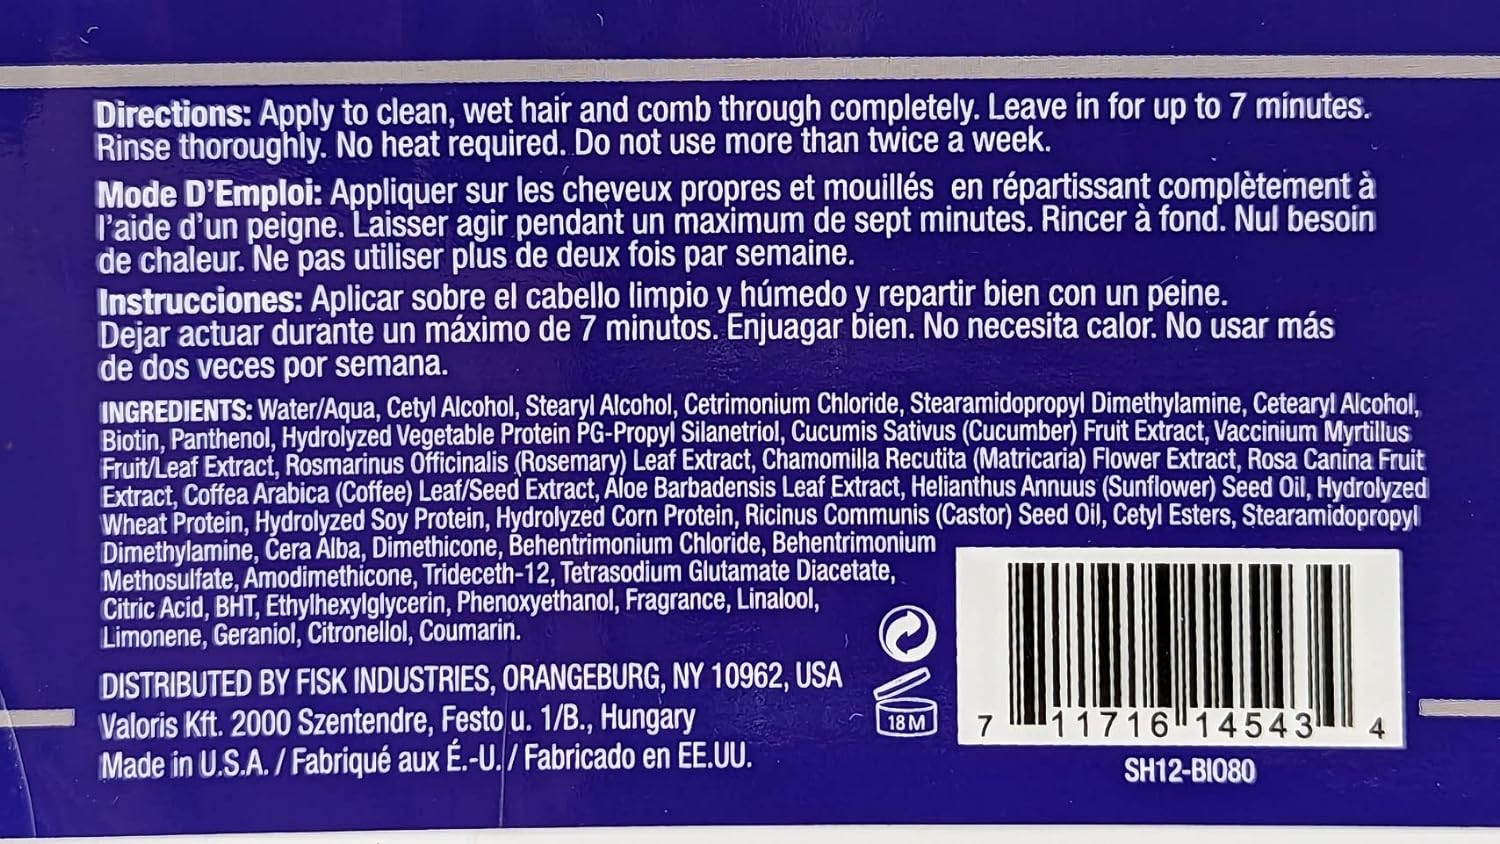 Directions: Apply to clean, wet hair and comb through completely. Leave in for up to 7 minutes.
Rinse thoroughly. No heat required. Do not use more than twice a week.
Mode D'Emploi: Appliquer sur les cheveux propres et mouillés en répartissant complètement à
l'aide d'un peigne. Laisser agir pendant un maximum de sept minutes. Rincer à fond. Nul besoin
de chaleur. Ne pas utiliser plus de deux fois par semaine.
Instrucciones: Aplicar sobre el cabello limpio y húmedo y repartir bien con un peine.
Dejar actuar durante un máximo de 7 minutos. Enjuagar bien. No necesita calor. No usar más
de dos veces por semana.
INGREDIENTS: Water/Aqua, Cetyl Alcohol, Stearyl Alcohol, Cetrimonium Chloride, Stearamidopropyl Dimethylamine, Cetearyl Alcohol,
Biotin, Panthenol, Hydrolyzed Vegetable Protein PG-Propyl Silanetriol, Cucumis Sativus (Cucumber) Fruit Extract, Vaccinium Myrtillus
Fruit/Leaf Extract, Rosmarinus Officinalis (Rosemary) Leaf Extract, Chamomilla Recutita (Matricaria) Flower Extract, Rosa Canina Fruit
Extract, Coffea Arabica (Coffee) Leaf/Seed Extract, Aloe Barbadensis Leaf Extract, Helianthus Annuus (Sunflower) Seed Oil, Hydrolyzed
Wheat Protein, Hydrolyzed Soy Protein, Hydrolyzed Corn Protein, Ricinus Communis (Castor) Seed Oil, Cetyl Esters, Stearamidopropyl
Dimethylamine, Cera Alba, Dimethicone, Behentrimonium Chloride, Behentrimonium
Methosulfate, Amodimethicone, Trideceth-12, Tetrasodium Glutamate Diacetate,
Citric Acid, BHT, Ethylhexylglycerin, Phenoxyethanol, Fragrance, Linalool,
Limonene, Geraniol, Citronellol, Coumarin.
DISTRIBUTED BY FISK INDUSTRIES, ORANGEBURG, NY 10962, USA
Valoris Kft. 2000 Szentendre, Festo u. 1/B., Hungary
Made in U.S.A. / Fabriqué aux É.-U. / Fabricado en EE.UU.
18 M
7 11716 14543 4
SH12-BIO80